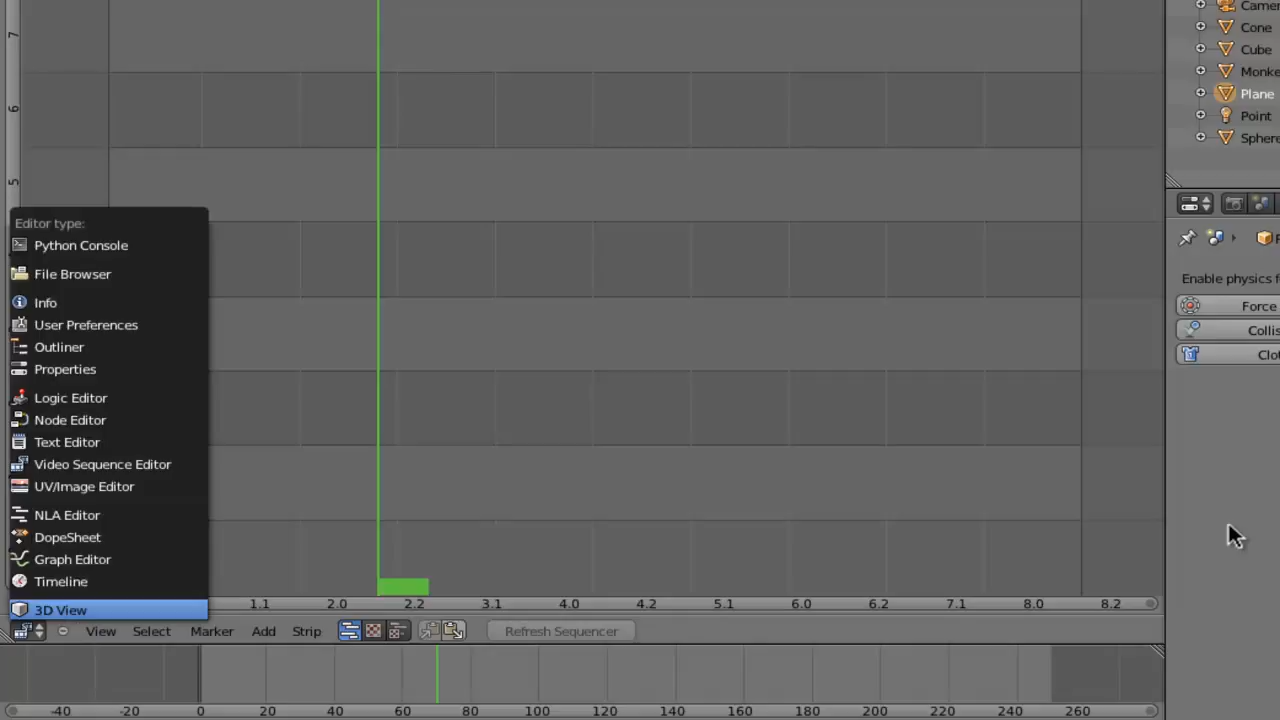 7
6
5
Editor type:
Python Console
File Browser
Info
User Preferences
Outliner
Properties
Logic Editor
Node Editor
Text Editor
Video Sequence Editor
UV/Image Editor
NLA Editor
DopeSheet
Graph Editor
Timeline
3D View
1.1 2.0 2.2 3.1 4.0 4.2 5.1 6.0 6.2 7.1 8.0 8.2
View Select Marker Add Strip Refresh Sequencer
-40 -20 0 20 40 60 80 100 120 140 160 180 200 220 240 260
Camer
Cone
Cube
Monke
Plane
Point
Sphere
Enable physics f
Force
Collis
Clot